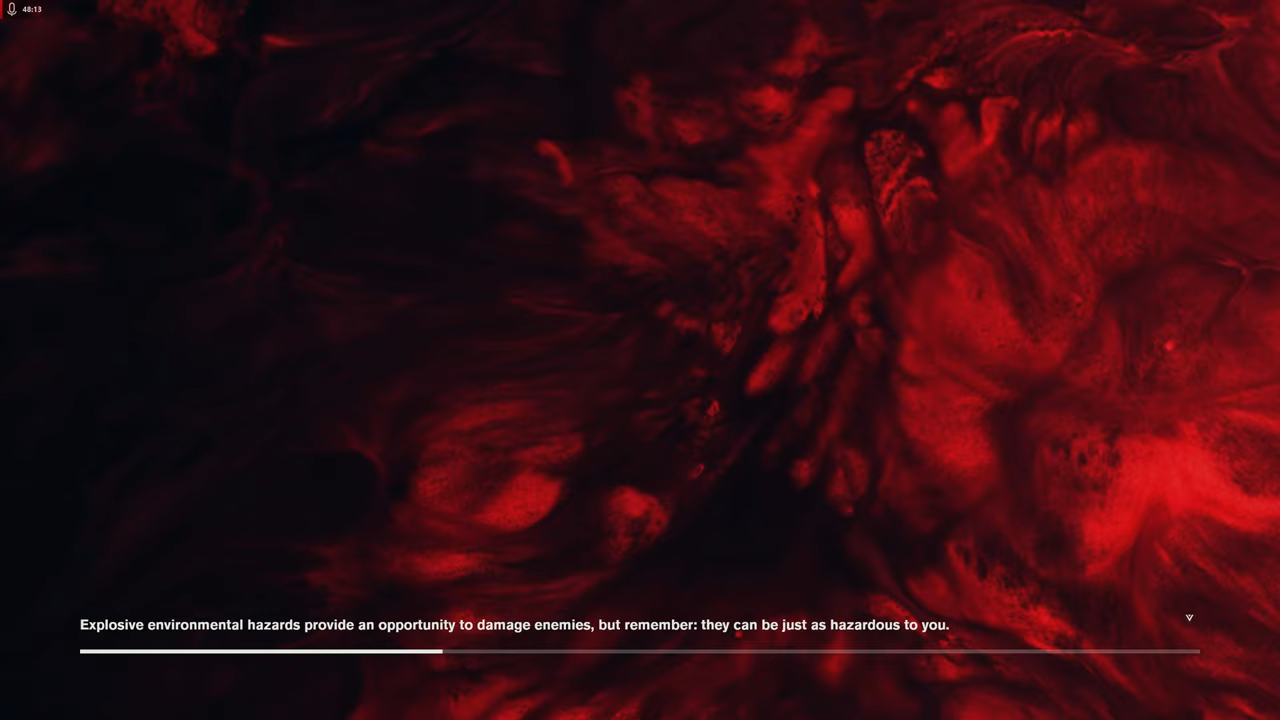 48:13
Explosive environmental hazards provide an opportunity to damage enemies, but remember: they can be just as hazardous to you.